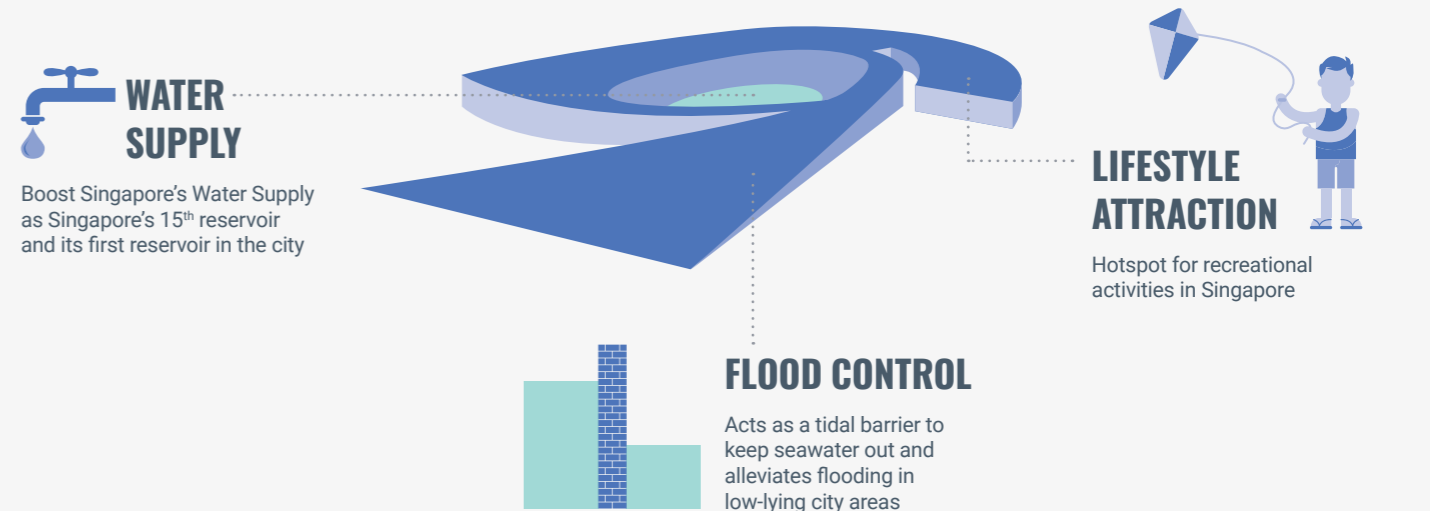 WATER
SUPPLY
Boost Singapore’s Water Supply
as Singapore’s 15th reservoir
and its first reservoir in the city
LIFESTYLE
ATTRACTION
Hotspot for recreational
activities in Singapore
FLOOD CONTROL
Acts as a tidal barrier to
keep seawater out and
alleviates flooding in
low-lying city areas